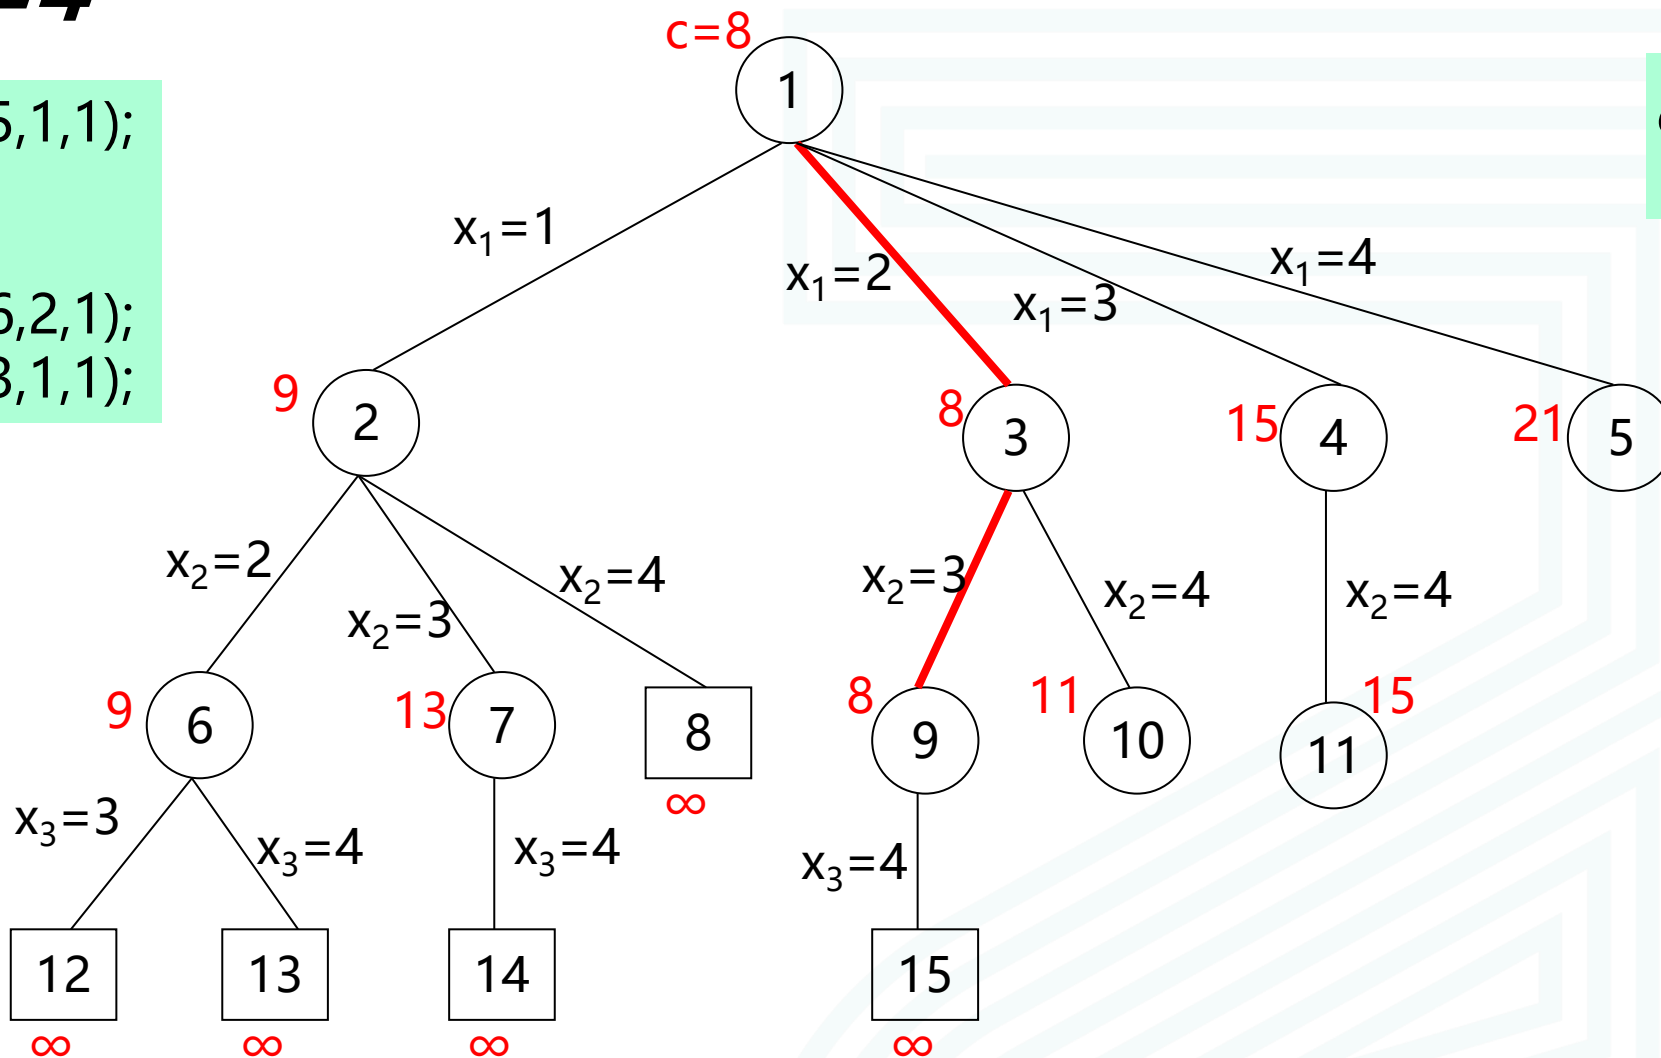 c=8
1
5,1,1);
x₁=1
x₁=2
x₁=3
x₁=4
6,2,1);
3,1,1);
9
2
8
3
15
4
21
5
x₂=2
x₂=3
x₂=4
x₂=3
x₂=4
x₂=4
9
6
13
7
8
∞
8
9
11
10
15
11
x₃=3
x₃=4
x₃=4
x₃=4
12
13
14
15
∞
∞
∞
∞